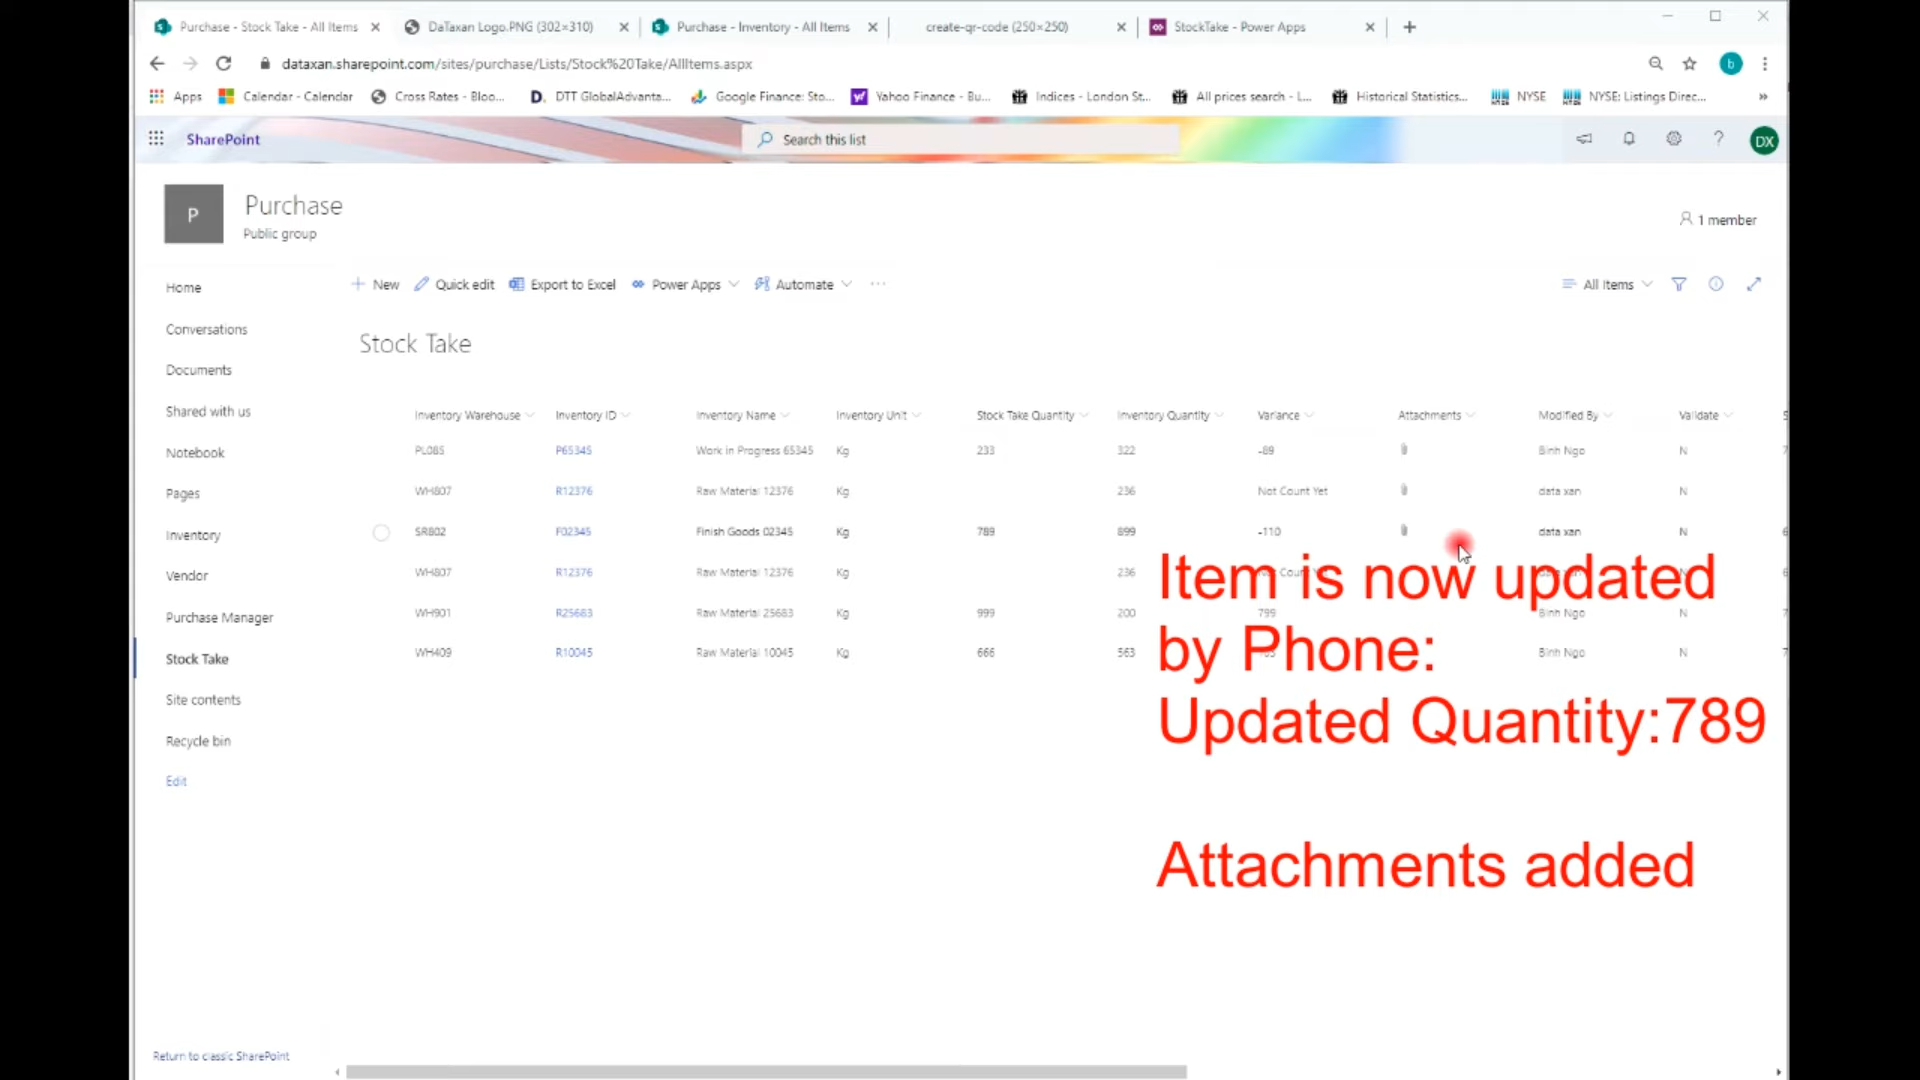 Purchase - Stock Take - All Items
DaTaxan Logo.PNG (302×310)
Purchase - Inventory - All Items
create-qr-code (250×250)
StockTake - Power Apps
dataxan.sharepoint.com/sites/purchase/Lists/Stock%20Take/AllItems.aspx
b
Apps
Calendar - Calendar
Cross Rates - Bloo...
D. DTT GlobalAdvanta...
Google Finance: Sto...
Yahoo Finance - Bu...
Indices - London St...
All prices search - L...
Historical Statistics...
NYSE
NYSE: Listings Direc...
»
SharePoint
Search this list
?
DX
P
Purchase
Public group
1 member
Home
Conversations
Documents
Shared with us
Notebook
Pages
Inventory
Vendor
Purchase Manager
Stock Take
Site contents
Recycle bin
Edit
Return to classic SharePoint
+ New
Quick edit
Export to Excel
Power Apps
Automate
...
All Items
Stock Take
Inventory Warehouse Inventory ID Inventory Name Inventory Unit Stock Take Quantity Inventory Quantity Variance Attachments Modified By Validate S
PL085 P65345 Work in Progress 65345 Kg 233 322 -89 Binh Ngo N 7
WH807 R12376 Raw Material 12376 Kg 236 Not Count Yet data xan N
SR802 F02345 Finish Goods 02345 Kg 789 899 -110 data xan N 6
WH807 R12376 Raw Material 12376 Kg 236 N 6
WH901 R25683 Raw Material 25683 Kg 999 200 799 Binh Ngo N 7
WH409 R10045 Raw Material 10045 Kg 666 563 Binh Ngo N 7
Item is now updated
by Phone:
Updated Quantity:789
Attachments added